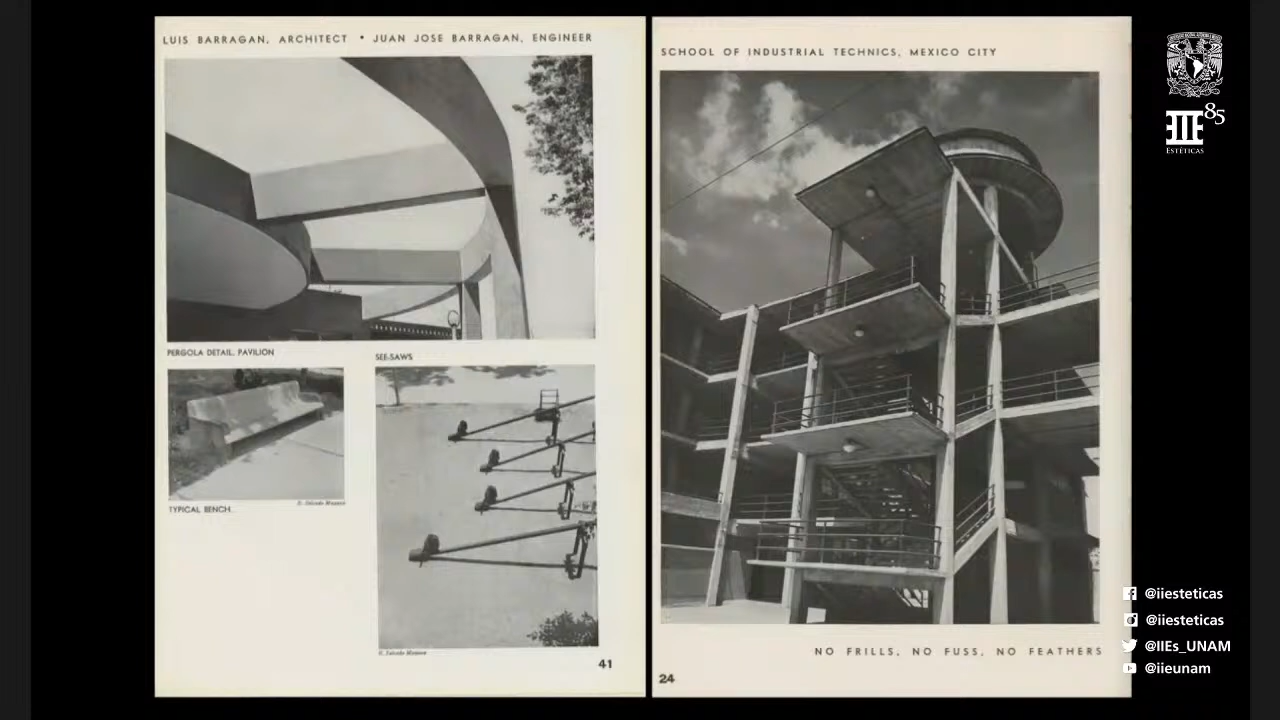 LUIS BARRAGAN, ARCHITECT • JUAN JOSE BARRAGAN, ENGINEER
PERGOLA DETAIL, PAVILION
SEE-SAWS
TYPICAL BENCH
41
SCHOOL OF INDUSTRIAL TECHNICS, MEXICO CITY
NO FRILLS, NO FUSS, NO FEATHERS
24
85
ESTÉTICAS
@iiesteticas
@iiesteticas
@IIEs_UNAM
@iieunam